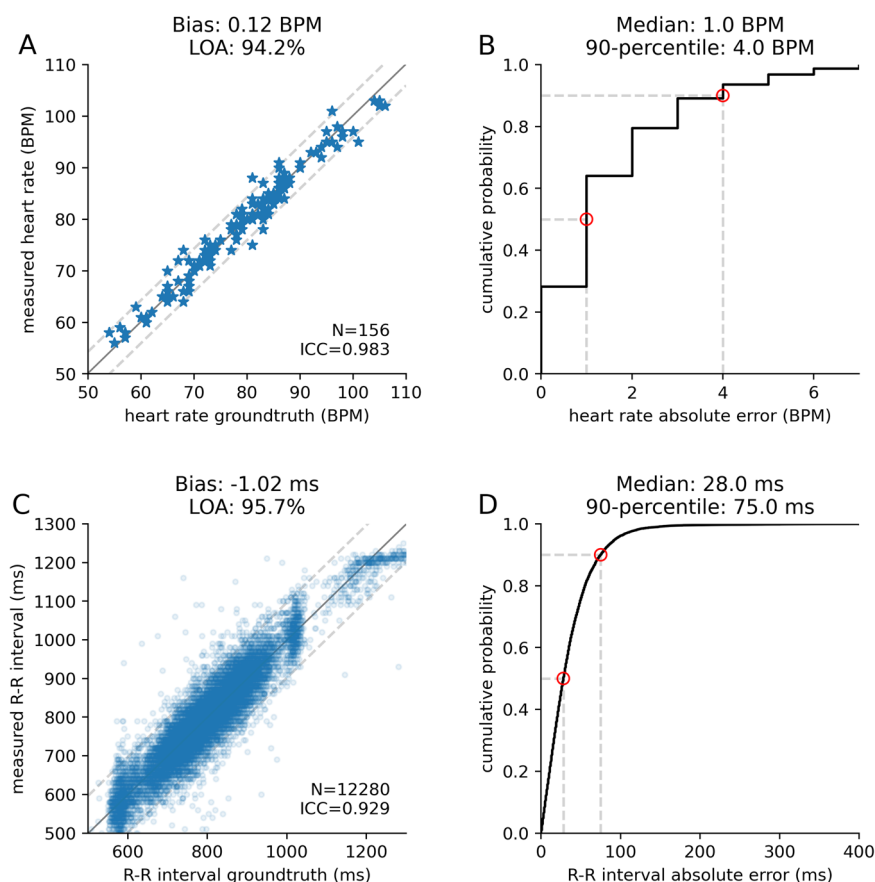 A
Bias: 0.12 BPM
LOA: 94.2%
110
100
90
80
70
60
50
measured heart rate (BPM)
N=156
ICC=0.983
50 60 70 80 90 100 110
heart rate groundtruth (BPM)
B
Median: 1.0 BPM
90-percentile: 4.0 BPM
1.0
0.8
0.6
0.4
0.2
0.0
cumulative probability
0 2 4 6
heart rate absolute error (BPM)
C
Bias: -1.02 ms
LOA: 95.7%
1300
1200
1100
1000
900
800
700
600
500
measured R-R interval (ms)
N=12280
ICC=0.929
600 800 1000 1200
R-R interval groundtruth (ms)
D
Median: 28.0 ms
90-percentile: 75.0 ms
1.0
0.8
0.6
0.4
0.2
0.0
cumulative probability
0 100 200 300 400
R-R interval absolute error (ms)